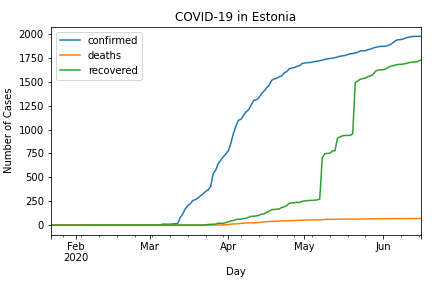 COVID-19 in Estonia
confirmed
deaths
recovered
2000
1750
1500
1250
1000
750
500
250
0
Number of Cases
Feb
2020
Mar
Apr
May
Jun
Day